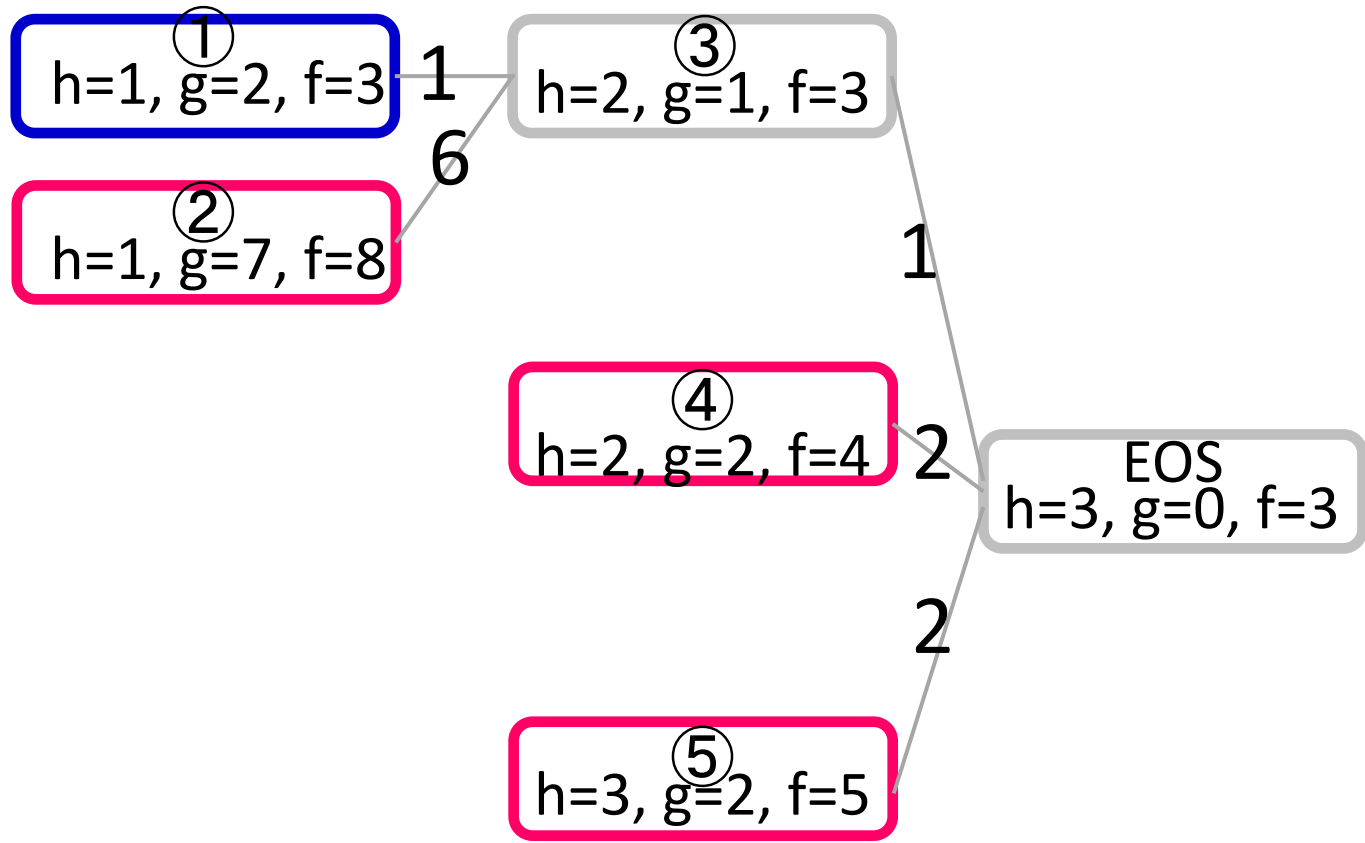 ①
h=1, g=2, f=3
1
③
h=2, g=1, f=3
6
②
h=1, g=7, f=8
1
④
h=2, g=2, f=4
2
EOS
h=3, g=0, f=3
2
⑤
h=3, g=2, f=5